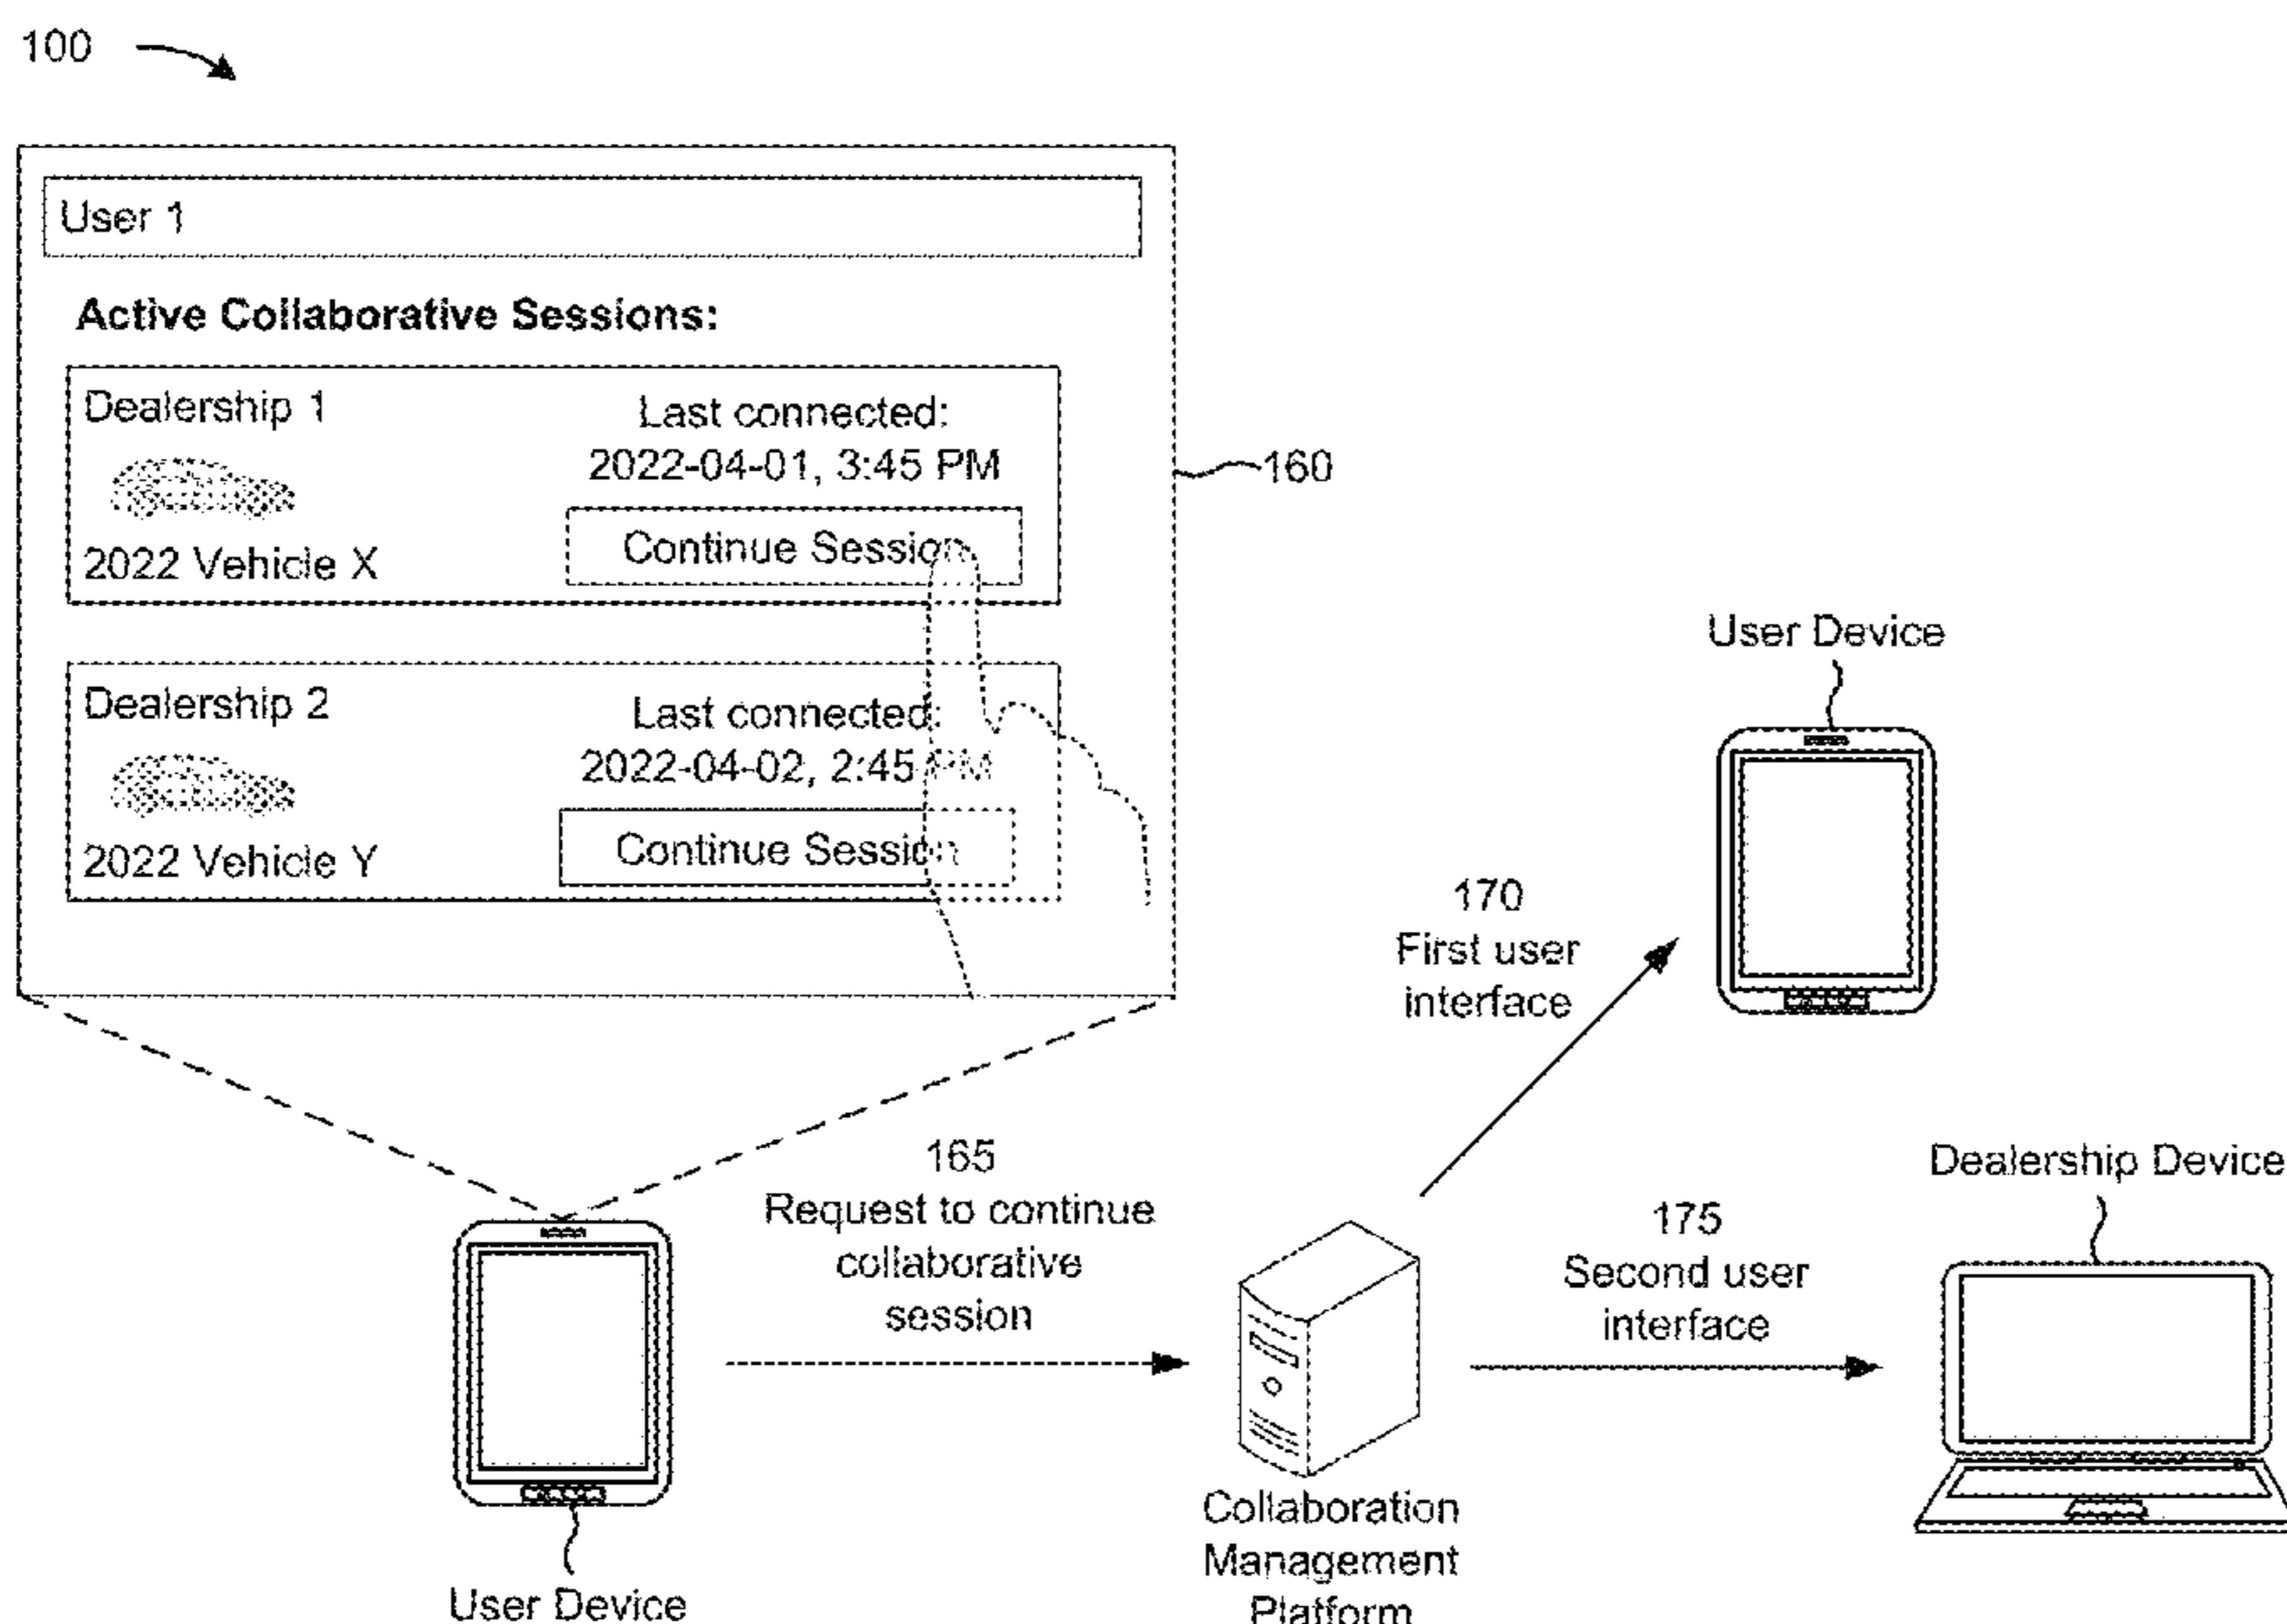 100
User 1
Active Collaborative Sessions:
Dealership 1
Last connected:
2022-04-01, 3:45 PM
Continue Session
2022 Vehicle X
160
Dealership 2
Last connected:
2022-04-02, 2:45 PM
Continue Session
2022 Vehicle Y
User Device
170
First user
interface
165
Request to continue
collaborative
session
Dealership Device
175
Second user
interface
User Device
Collaboration
Management
Platform